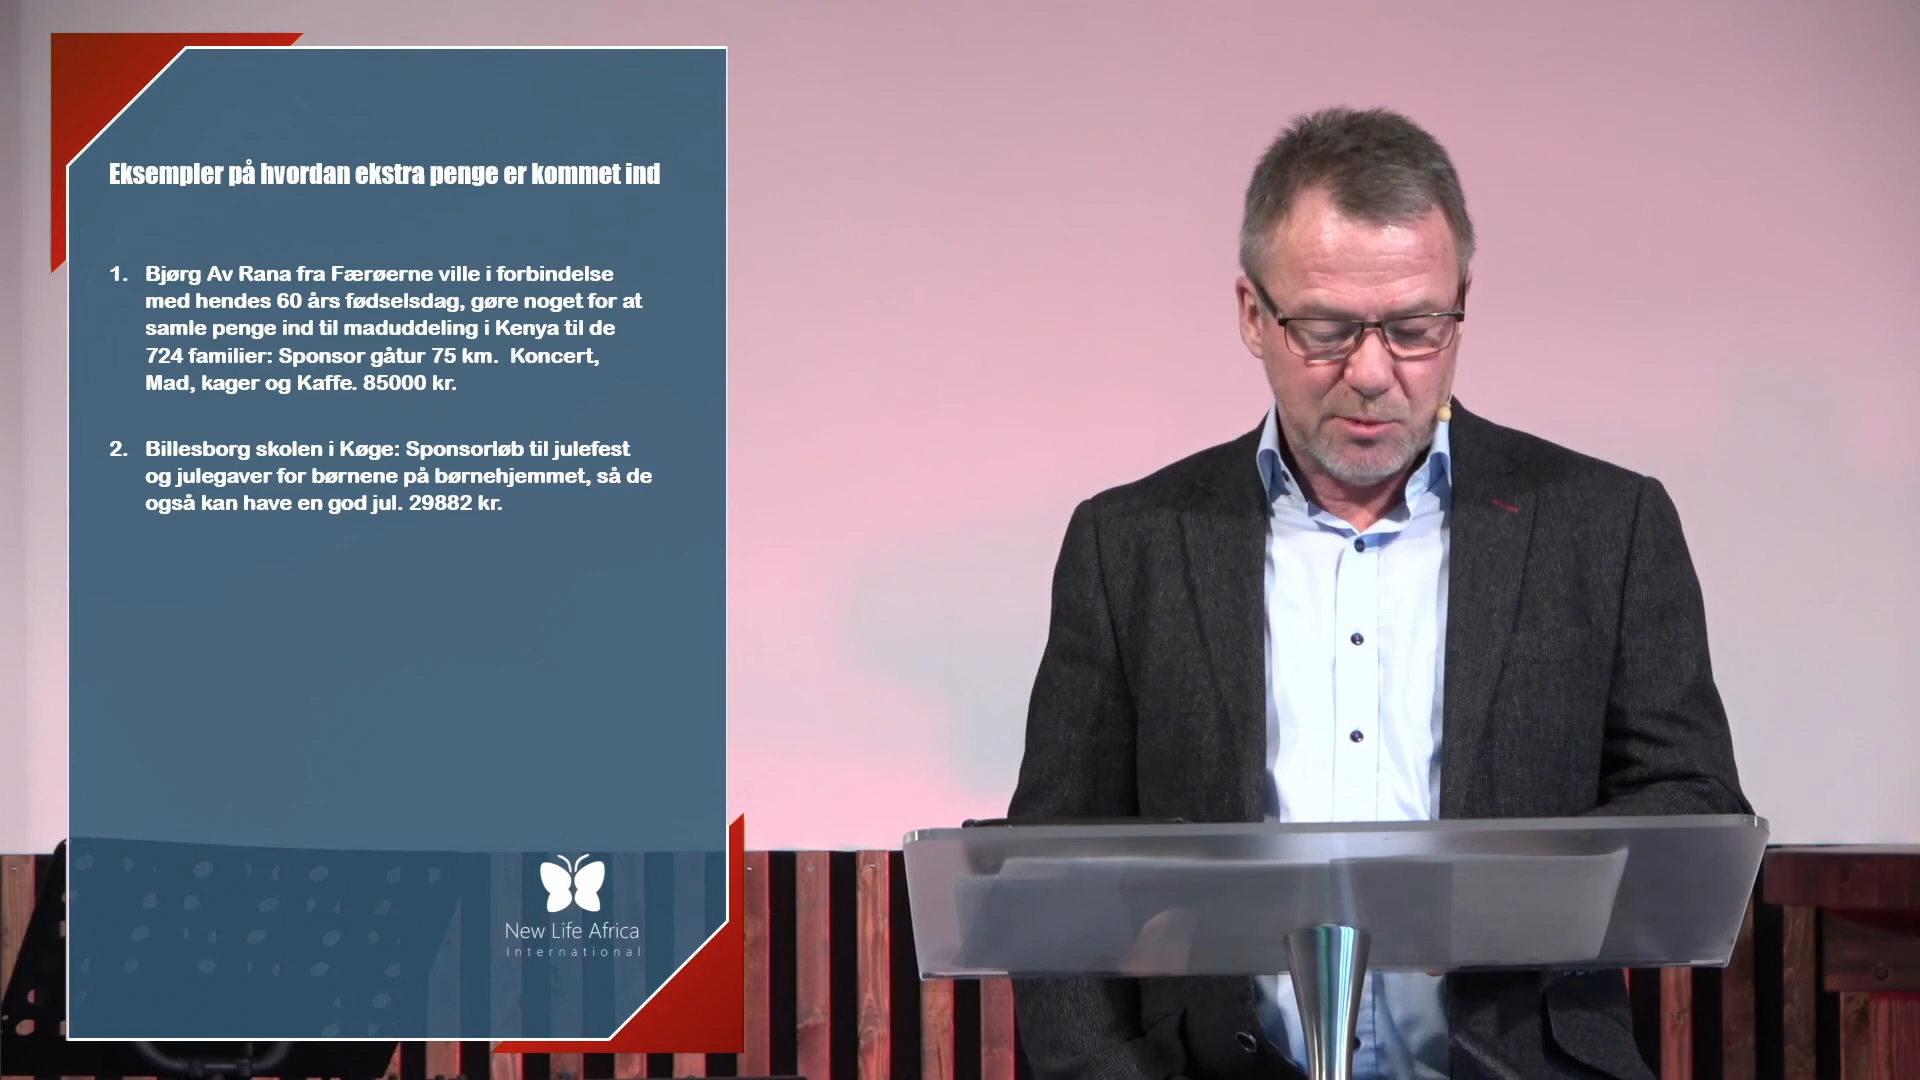 Eksempler på hvordan ekstra penge er kommet ind
1. Bjørg Av Rana fra Færøerne ville i forbindelse
med hendes 60 års fødselsdag, gøre noget for at
samle penge ind til maduddeling i Kenya til de
724 familier: Sponsor gåtur 75 km. Koncert,
Mad, kager og Kaffe. 85000 kr.
2. Billesborg skolen i Køge: Sponsorløb til julefest
og julegaver for børnene på børnehjemmet, så de
også kan have en god jul. 29882 kr.
New Life Africa
International